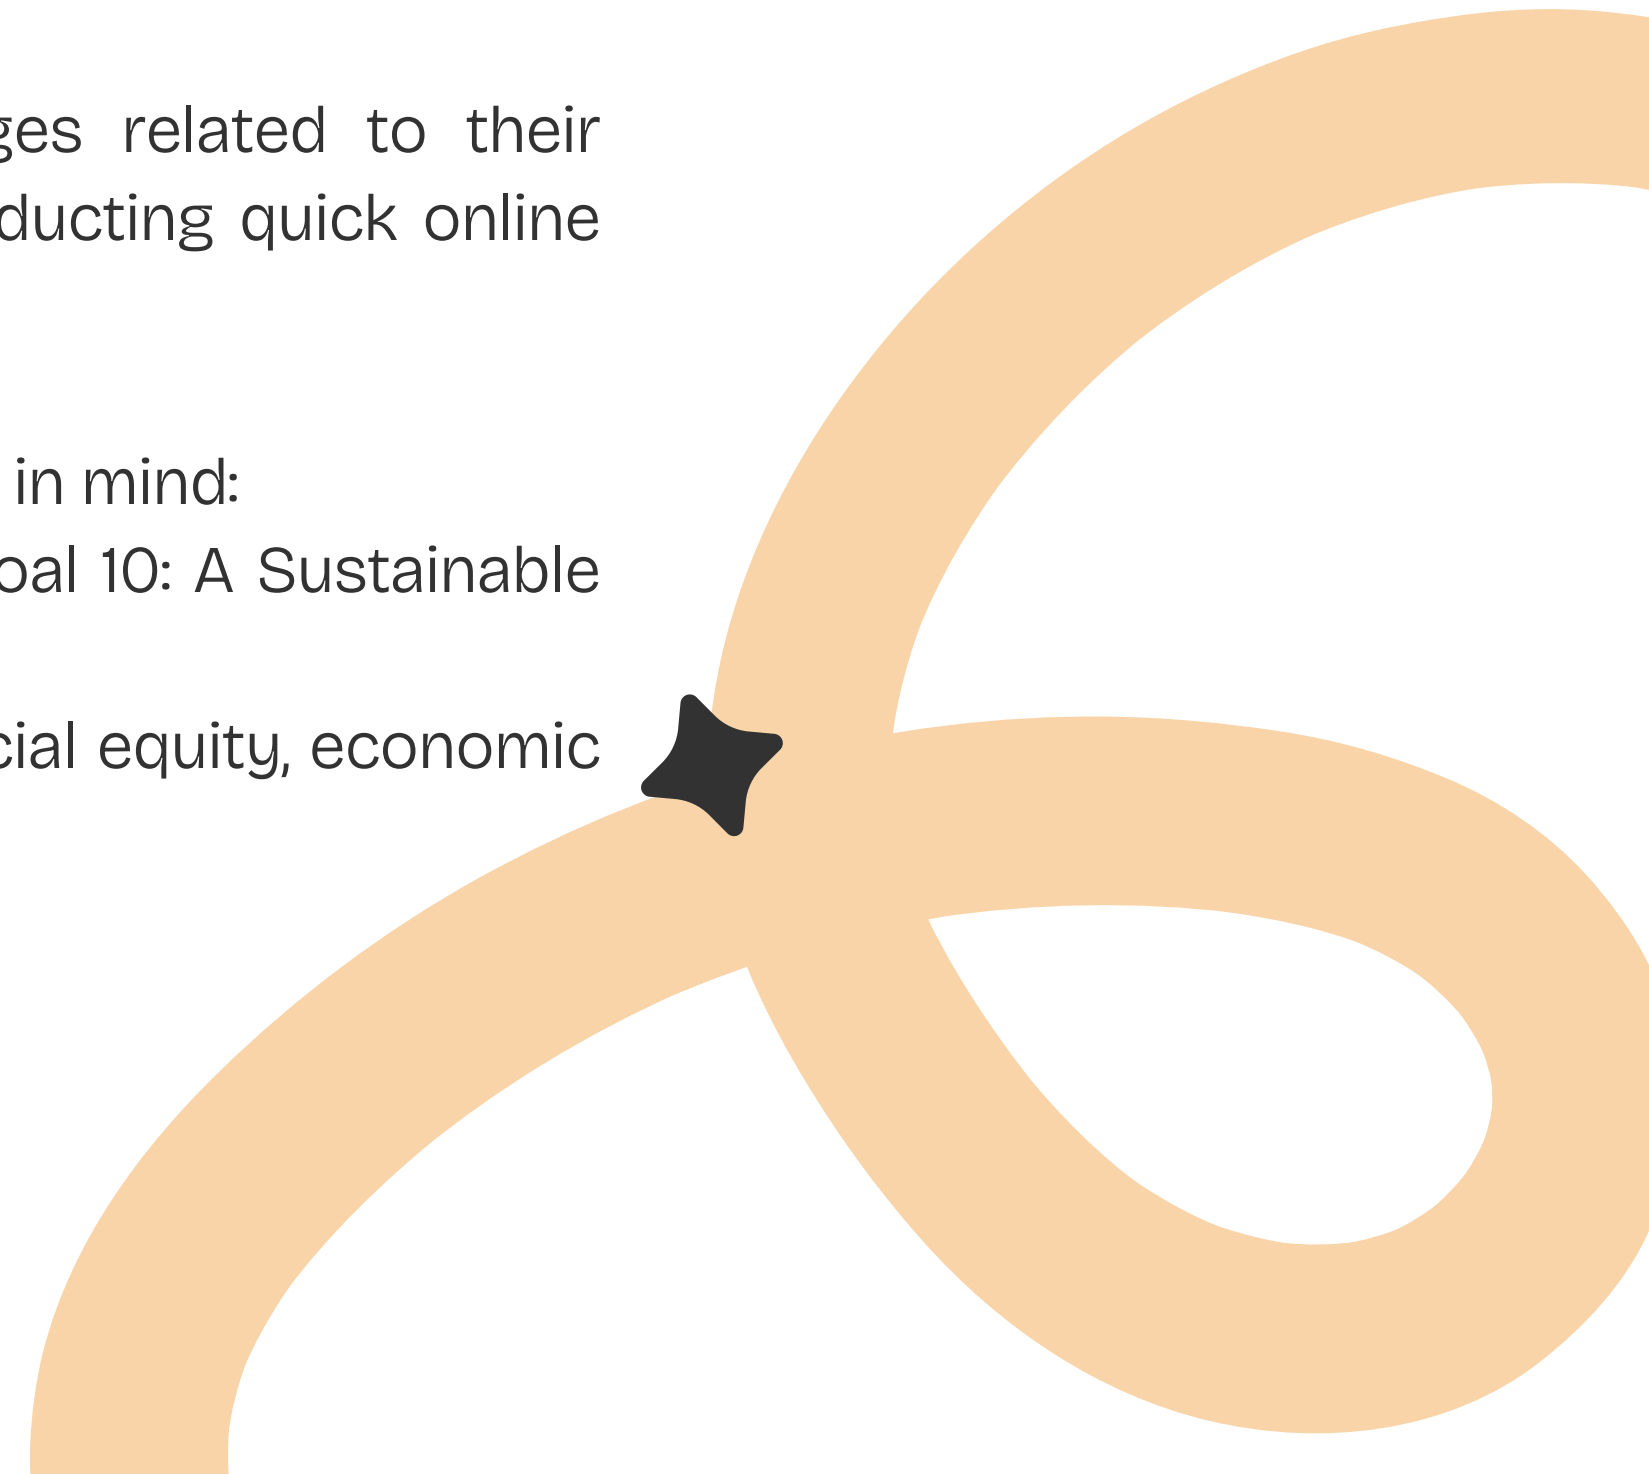 ges related to their
ducting quick online
in mind:
oal 10: A Sustainable
cial equity, economic